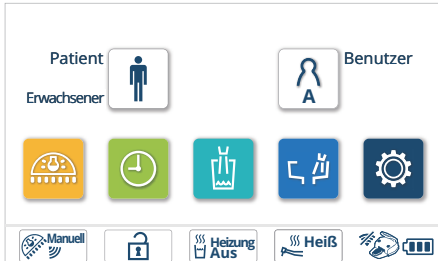 Patient
Benutzer
Erwachsener
A
Manuell
Heizung
Aus
Heiß